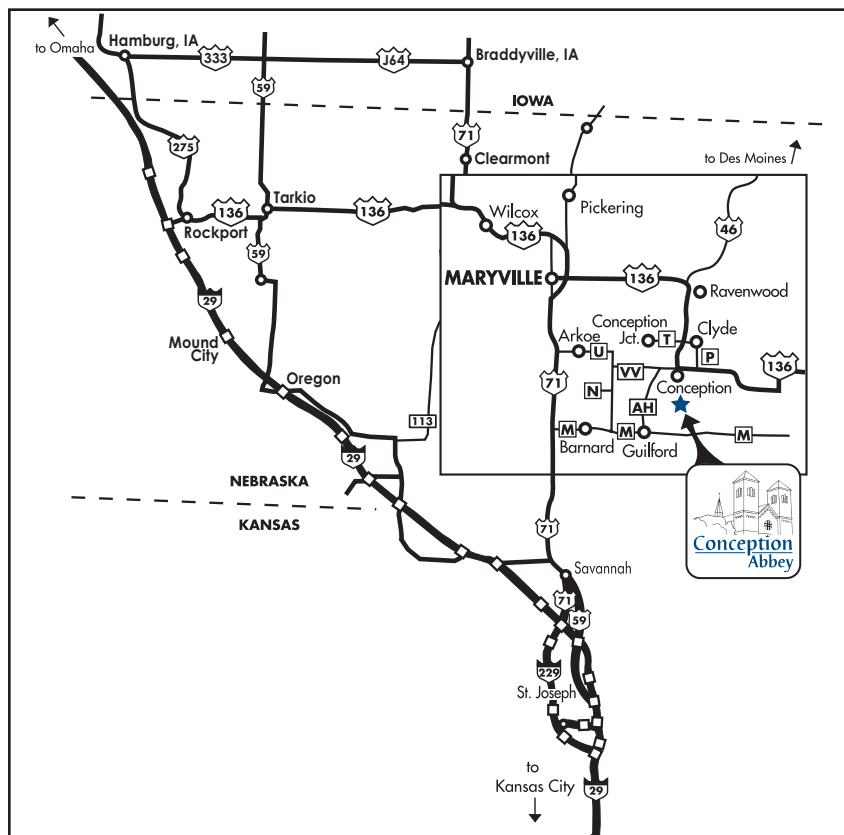 to Omaha
Hamburg, IA
333
J64
Braddyville, IA
59
IOWA
71
275
Clearmont
to Des Moines
Tarkio
136
136
Rockport
Wilcox
Pickering
136
46
59
MARYVILLE
136
Ravenwood
29
Mound
City
Arkoe
Conception
Jct.
Clyde
U
T
P
VV
136
71
N
Conception
Oregon
AH
113
M
M
M
Barnard
Guilford
29
NEBRASKA
KANSAS
Conception
Abbey
71
Savannah
71
59
229
St. Joseph
to
Kansas City
29